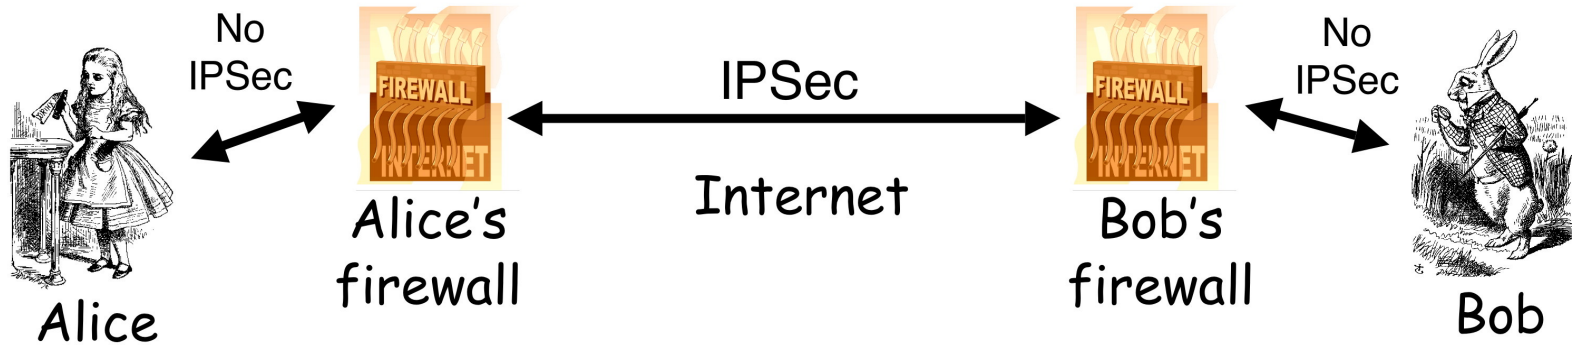 No
IPSec
FIREWALL
INTERNET
Alice's
firewall
Alice
IPSec
Internet
FIREWALL
INTERNET
Bob's
firewall
No
IPSec
Bob